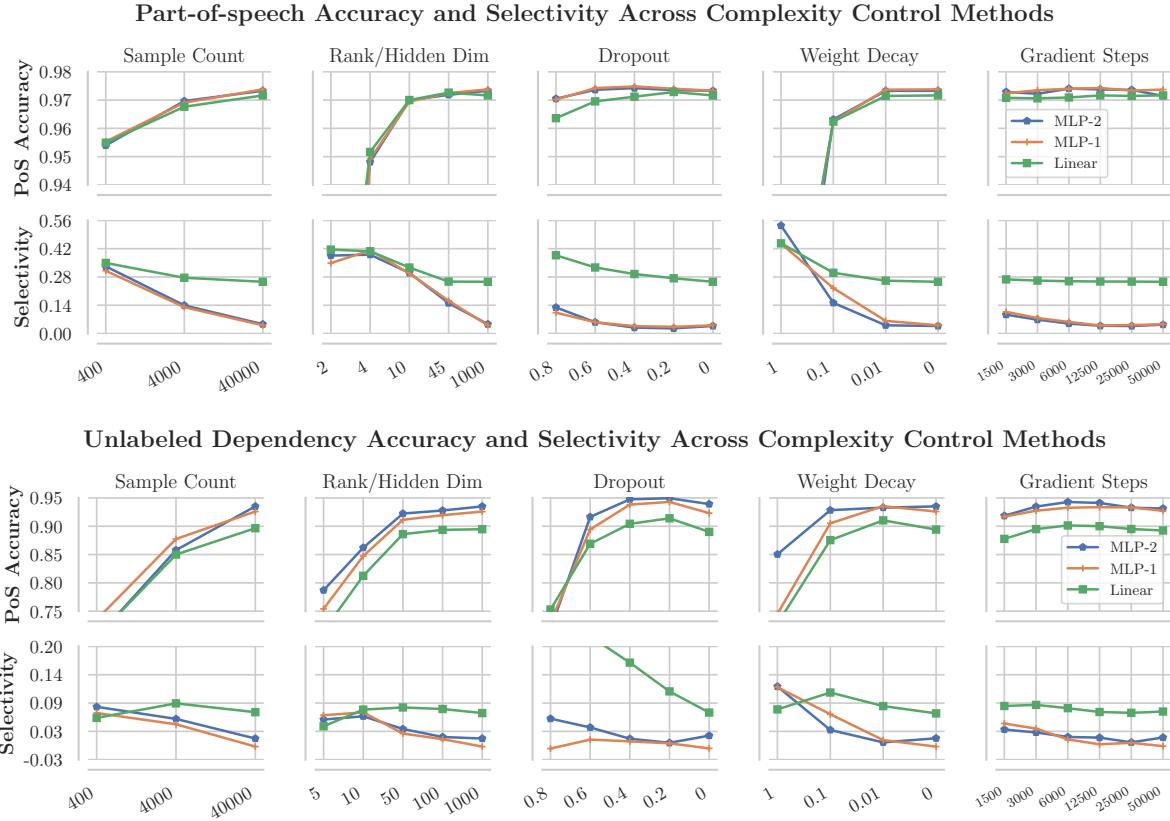 Part-of-speech Accuracy and Selectivity Across Complexity Control Methods
Sample Count
Rank/Hidden Dim
Dropout
Weight Decay
Gradient Steps
PoS Accuracy
0.98
0.97
0.96
0.95
0.94
MLP-2
MLP-1
Linear
Selectivity
0.56
0.42
0.28
0.14
0.00
400 4000 40000
2 4 10 45 1000
0.8 0.6 0.4 0.2 0
1 0.1 0.01 0
1500 3000 6000 12500 25000 50000
Unlabeled Dependency Accuracy and Selectivity Across Complexity Control Methods
Sample Count
Rank/Hidden Dim
Dropout
Weight Decay
Gradient Steps
PoS Accuracy
0.95
0.90
0.85
0.80
0.75
MLP-2
MLP-1
Linear
Selectivity
0.20
0.14
0.09
0.03
-0.03
400 4000 40000
5 10 50 100 1000
0.8 0.6 0.4 0.2 0
1 0.1 0.01 0
1500 3000 6000 12500 25000 50000